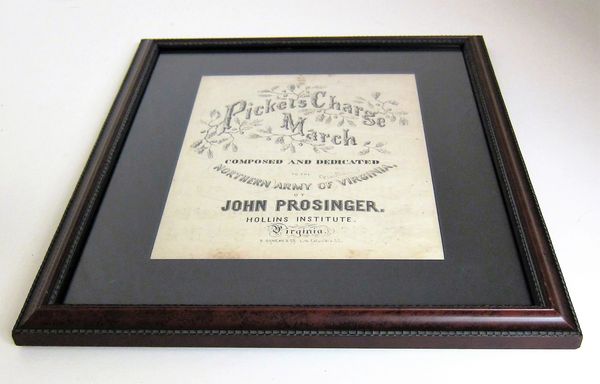 Pickets Charge
March
COMPOSED AND DEDICATED
TO THE
NORTHERN ARMY OF VIRGINIA,
BY
JOHN PROSINGER.
HOLLINS INSTITUTE.
Virginia.